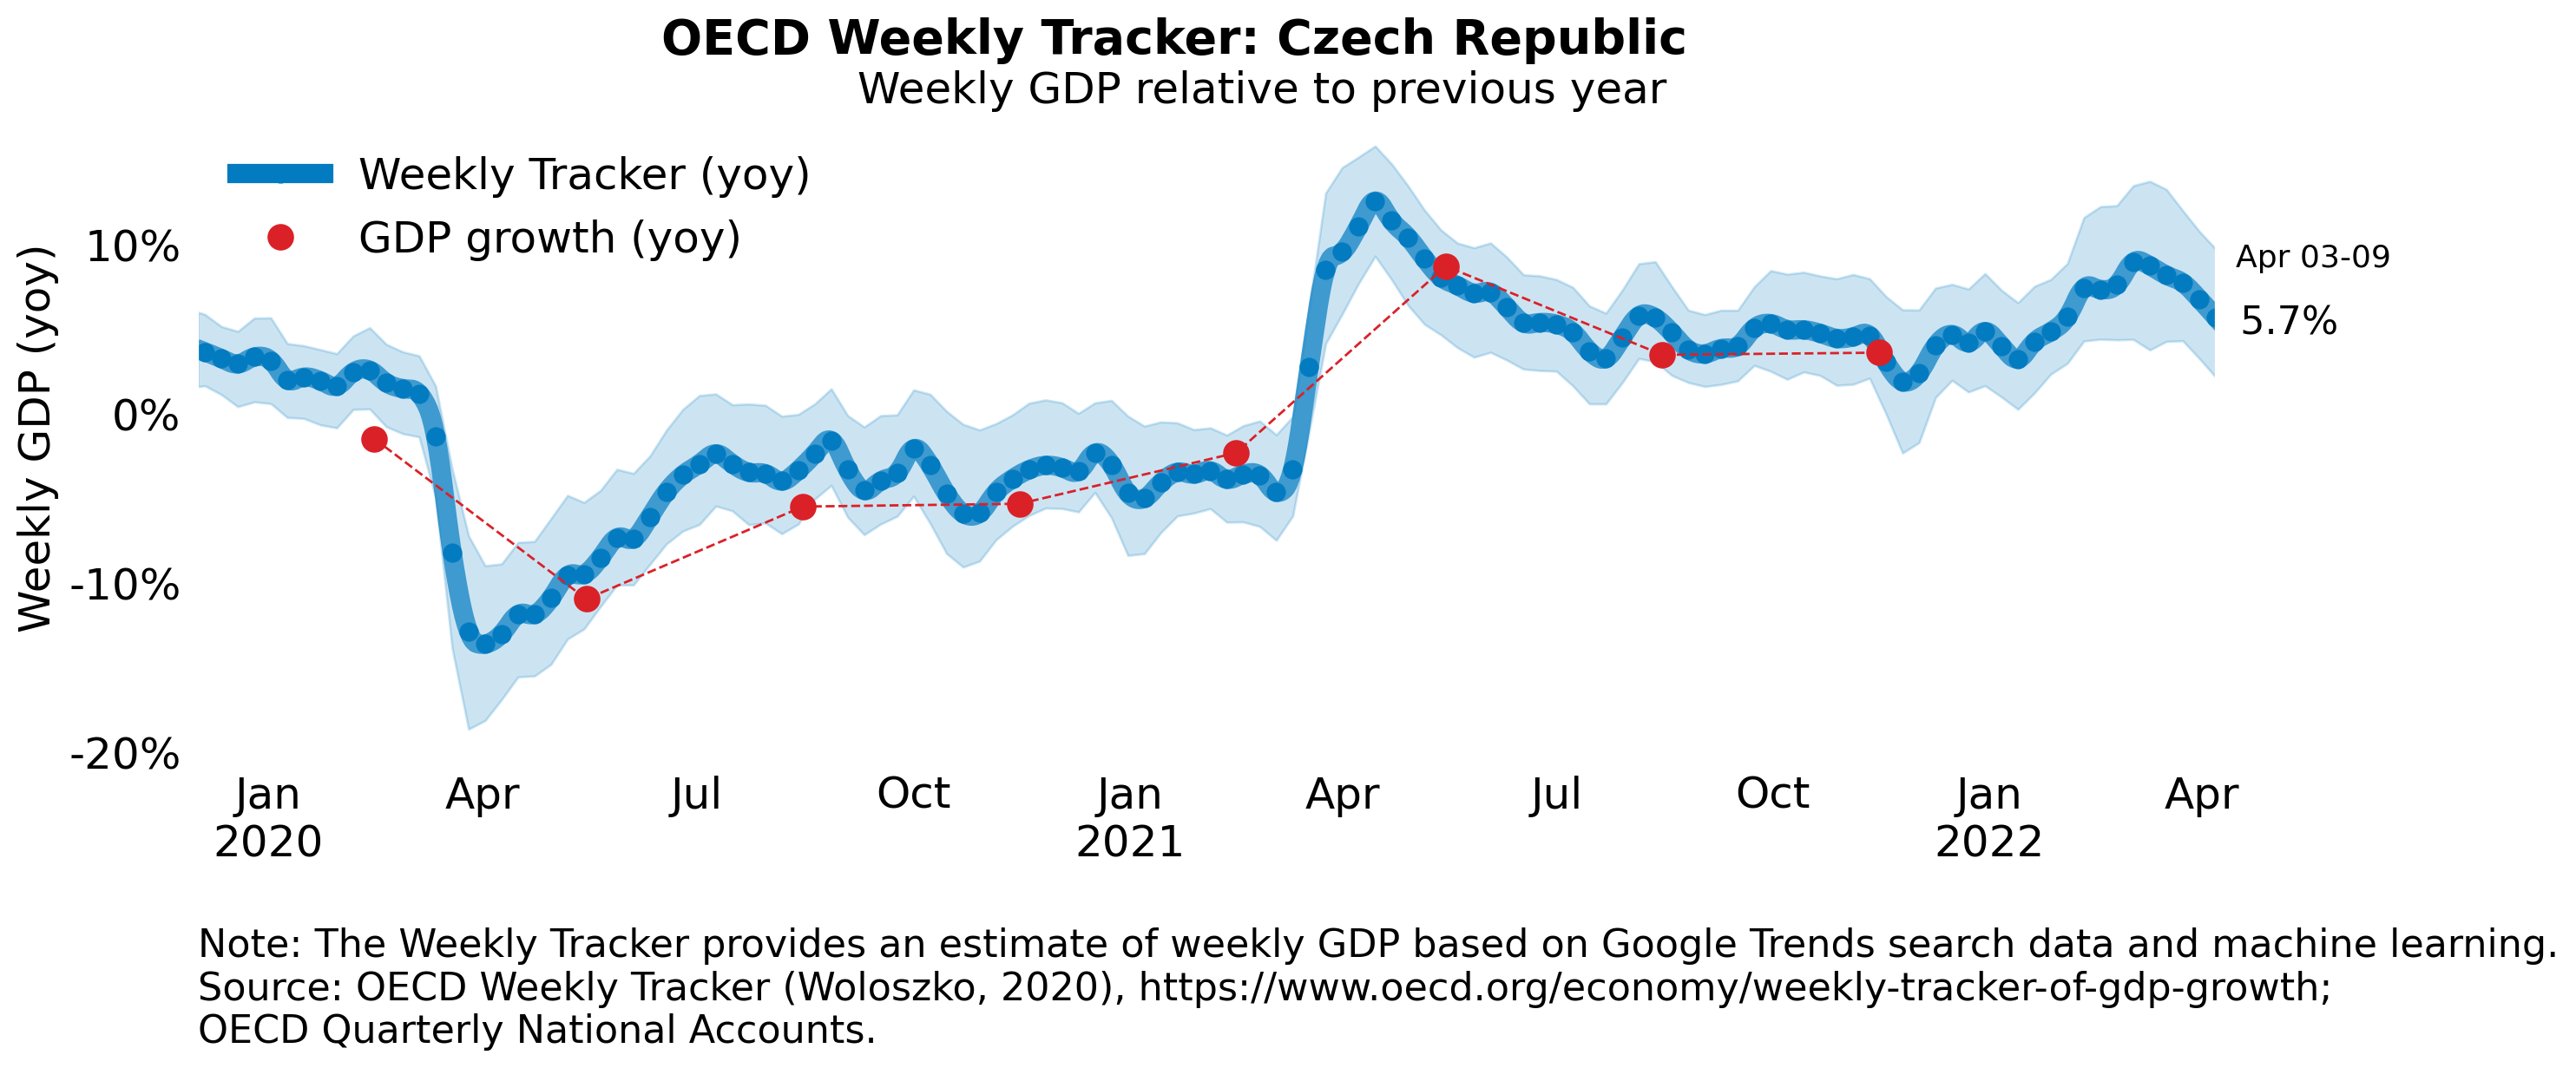 OECD Weekly Tracker: Czech Republic
Weekly GDP relative to previous year
Weekly Tracker (yoy)
GDP growth (yoy)
Weekly GDP (yoy)
10%
0%
-10%
-20%
Apr 03-09
5.7%
Jan Apr Jul Oct Jan Apr Jul Oct Jan Apr
2020 2021 2022
Note: The Weekly Tracker provides an estimate of weekly GDP based on Google Trends search data and machine learning.
Source: OECD Weekly Tracker (Woloszko, 2020), https://www.oecd.org/economy/weekly-tracker-of-gdp-growth;
OECD Quarterly National Accounts.